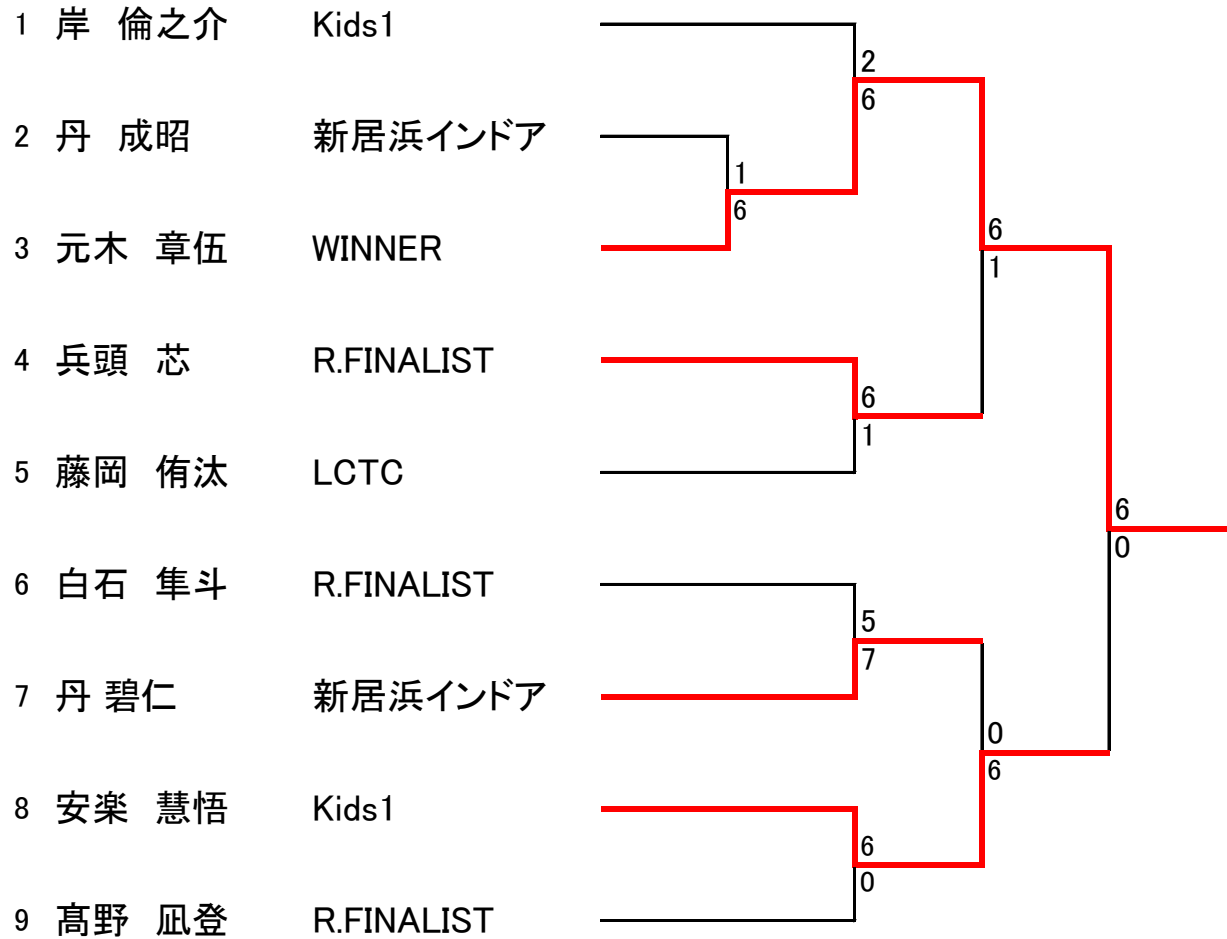 1 岸 倫之介 Kids1
2
6
2 丹 成昭 新居浜インドア
1
6
3 元木 章伍 WINNER
6
1
4 兵頭 芯 R.FINALIST
6
1
5 藤岡 侑汰 LCTC
6
0
6 白石 隼斗 R.FINALIST
5
7
7 丹 碧仁 新居浜インドア
0
6
8 安楽 慧悟 Kids1
6
0
9 髙野 凪登 R.FINALIST